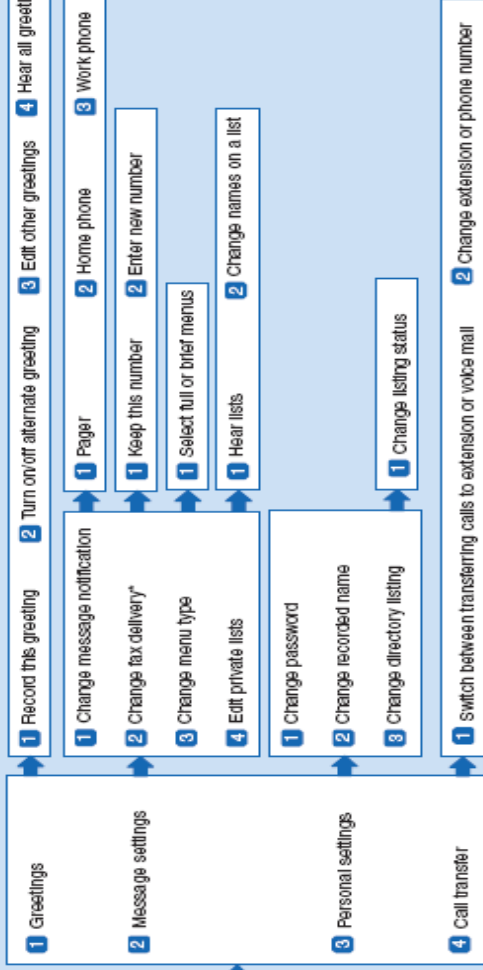 1 Greetings
1 Record this greeting 2 Turn on/off alternate greeting 3 Edit other greetings 4 Hear all
2 Message settings
1 Change message notification
1 Pager 2 Home phone 3 Work phone
2 Change fax delivery*
1 Keep this number 2 Enter new number
3 Change menu type
1 Select full or brief menus
4 Edit private lists
1 Hear lists 2 Change names on a list
3 Personal settings
1 Change password
2 Change recorded name
3 Change directory listing
1 Change listing status
4 Call transfer
1 Switch between transferring calls to extension or voice mail 2 Change extension or phone number